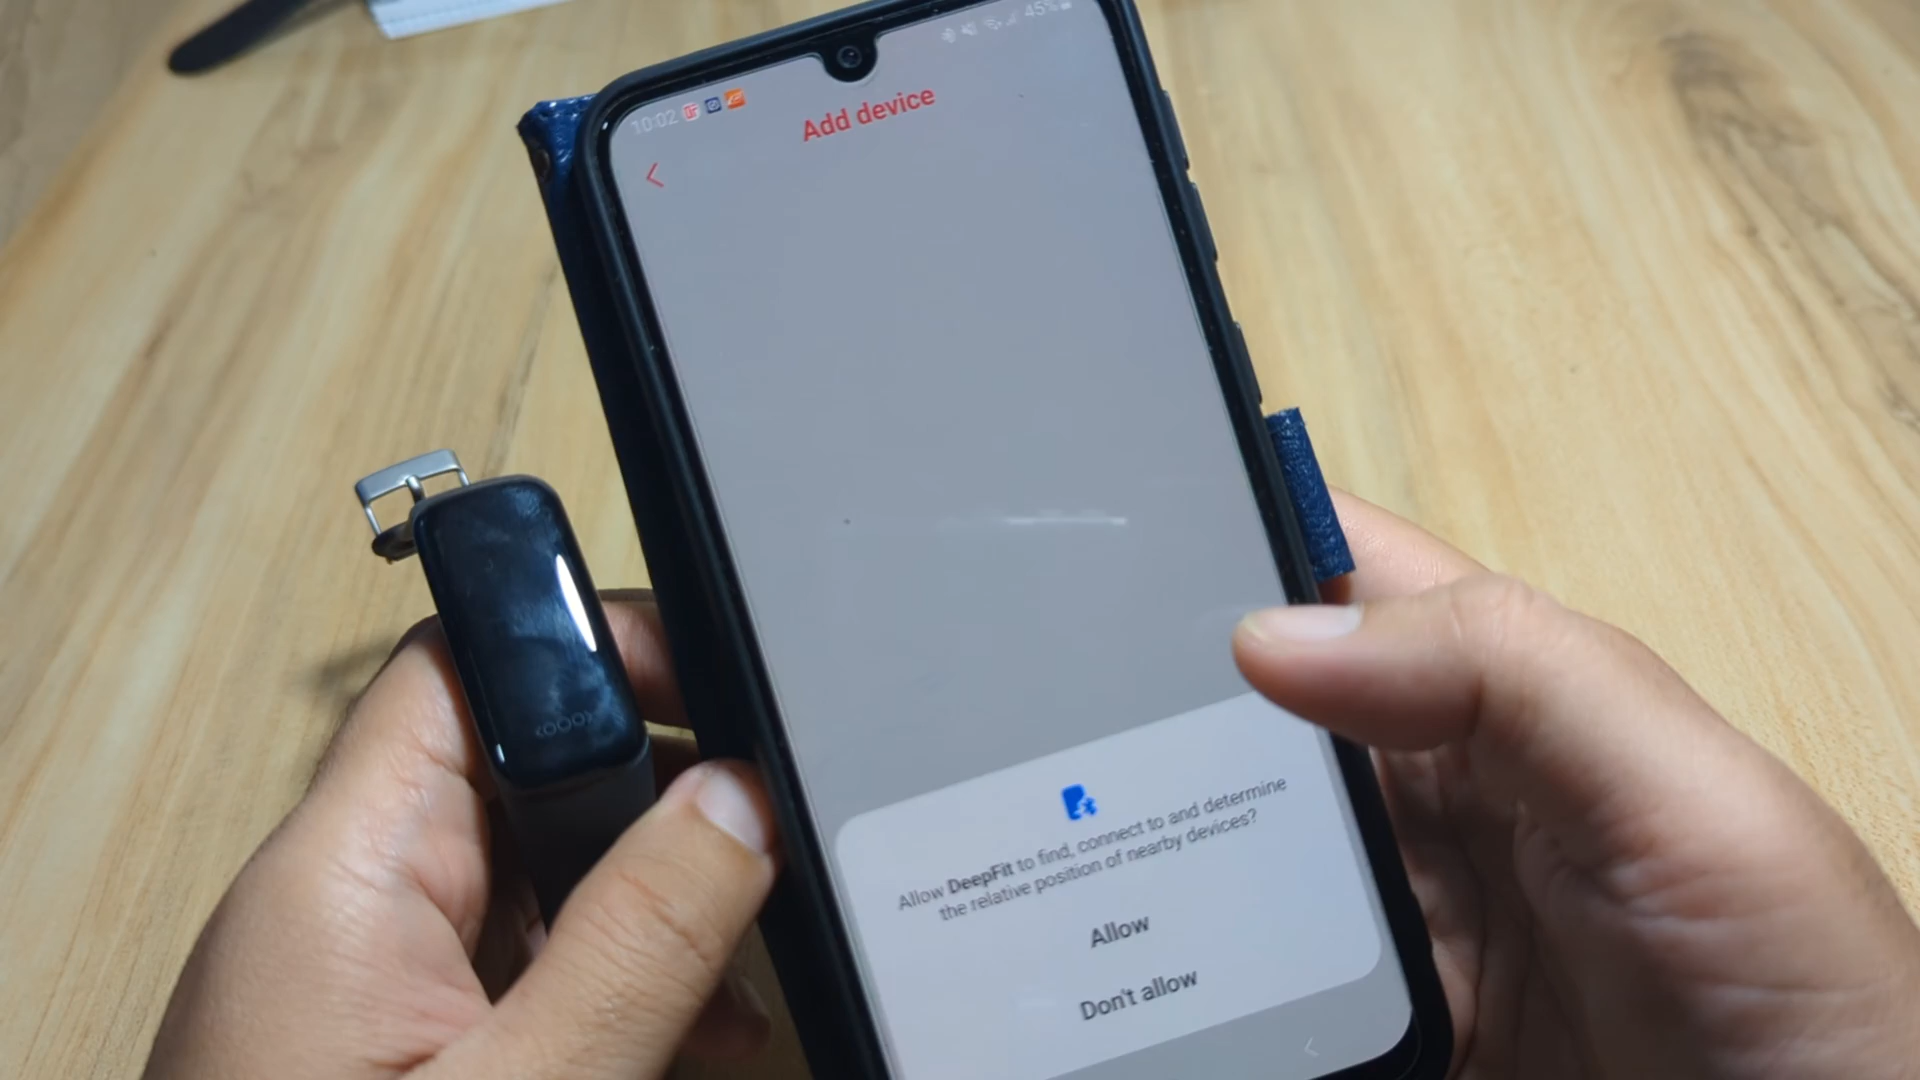 10:02
45%
Add device
Allow DeepFit to find, connect to and determine
the relative position of nearby devices?
Allow
Don't allow